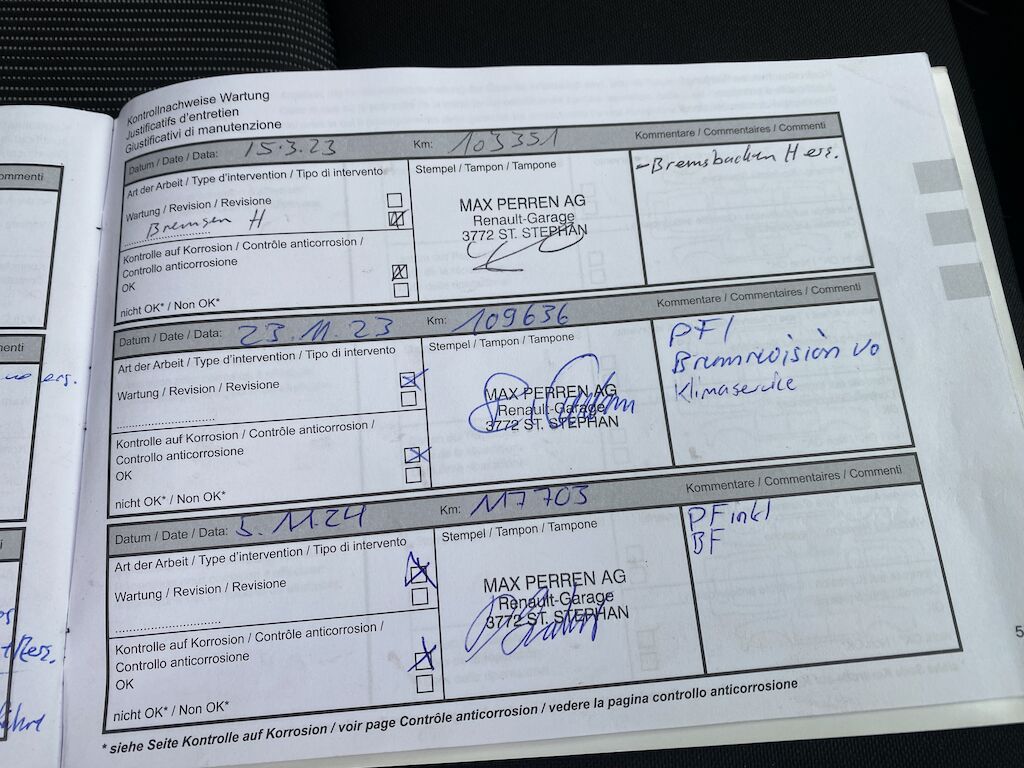 Kontrollnachweise Wartung
Justificatifs d'entretien
Giustificativi di manutenzione
Datum / Date / Data: 15.3.23 Km: 103351 Kommentare / Commentaires / Commenti
Art der Arbeit / Type d'intervention / Tipo di intervento
Stempel / Tampon / Tampone
- Bremsbacken H ers.
Wartung / Revision / Revisione
Bremsen H
MAX PERREN AG
Renault-Garage
3772 ST. STEPHAN
Kontrolle auf Korrosion / Contrôle anticorrosion /
Controllo anticorrosione
OK
nicht OK* / Non OK*
Datum / Date / Data: 23.11.23 Km: 109636 Kommentare / Commentaires / Commenti
Art der Arbeit / Type d'intervention / Tipo di intervento
Stempel / Tampon / Tampone
PFI
Bremsrevision vo
Klimaservice
Wartung / Revision / Revisione
MAX PERREN AG
Renault-Garage
3772 ST. STEPHAN
Kontrolle auf Korrosion / Contrôle anticorrosion /
Controllo anticorrosione
OK
nicht OK* / Non OK*
Datum / Date / Data: 5.11.24 Km: 117703 Kommentare / Commentaires / Commenti
Art der Arbeit / Type d'intervention / Tipo di intervento
Stempel / Tampon / Tampone
PF inkl
BF
Wartung / Revision / Revisione
MAX PERREN AG
Renault-Garage
3772 ST. STEPHAN
Kontrolle auf Korrosion / Contrôle anticorrosion /
Controllo anticorrosione
OK
nicht OK* / Non OK*
* siehe Seite Kontrolle auf Korrosion / voir page Contrôle anticorrosion / vedere la pagina controllo anticorrosione